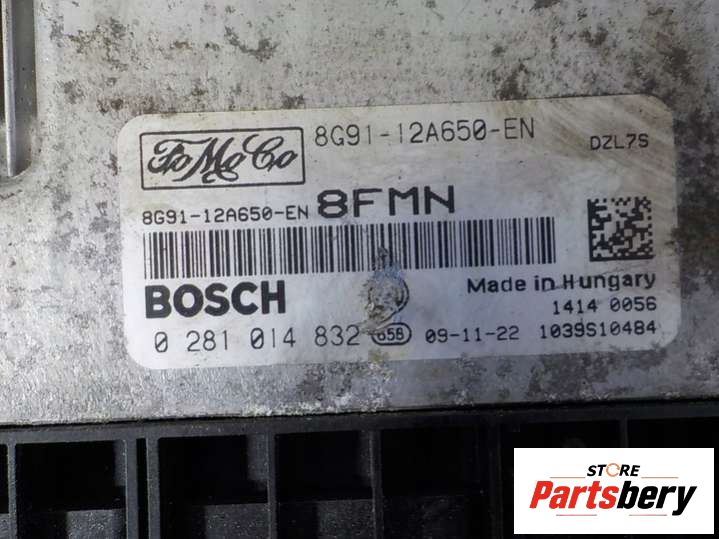 FoMoCo
8G91-12A650-EN
DZL7S
8G91-12A650-EN 8FMN
BOSCH
Made in Hungary
1414 0056
0 281 014 832 658 09-11-22 1039S10484
STORE
Partsbery